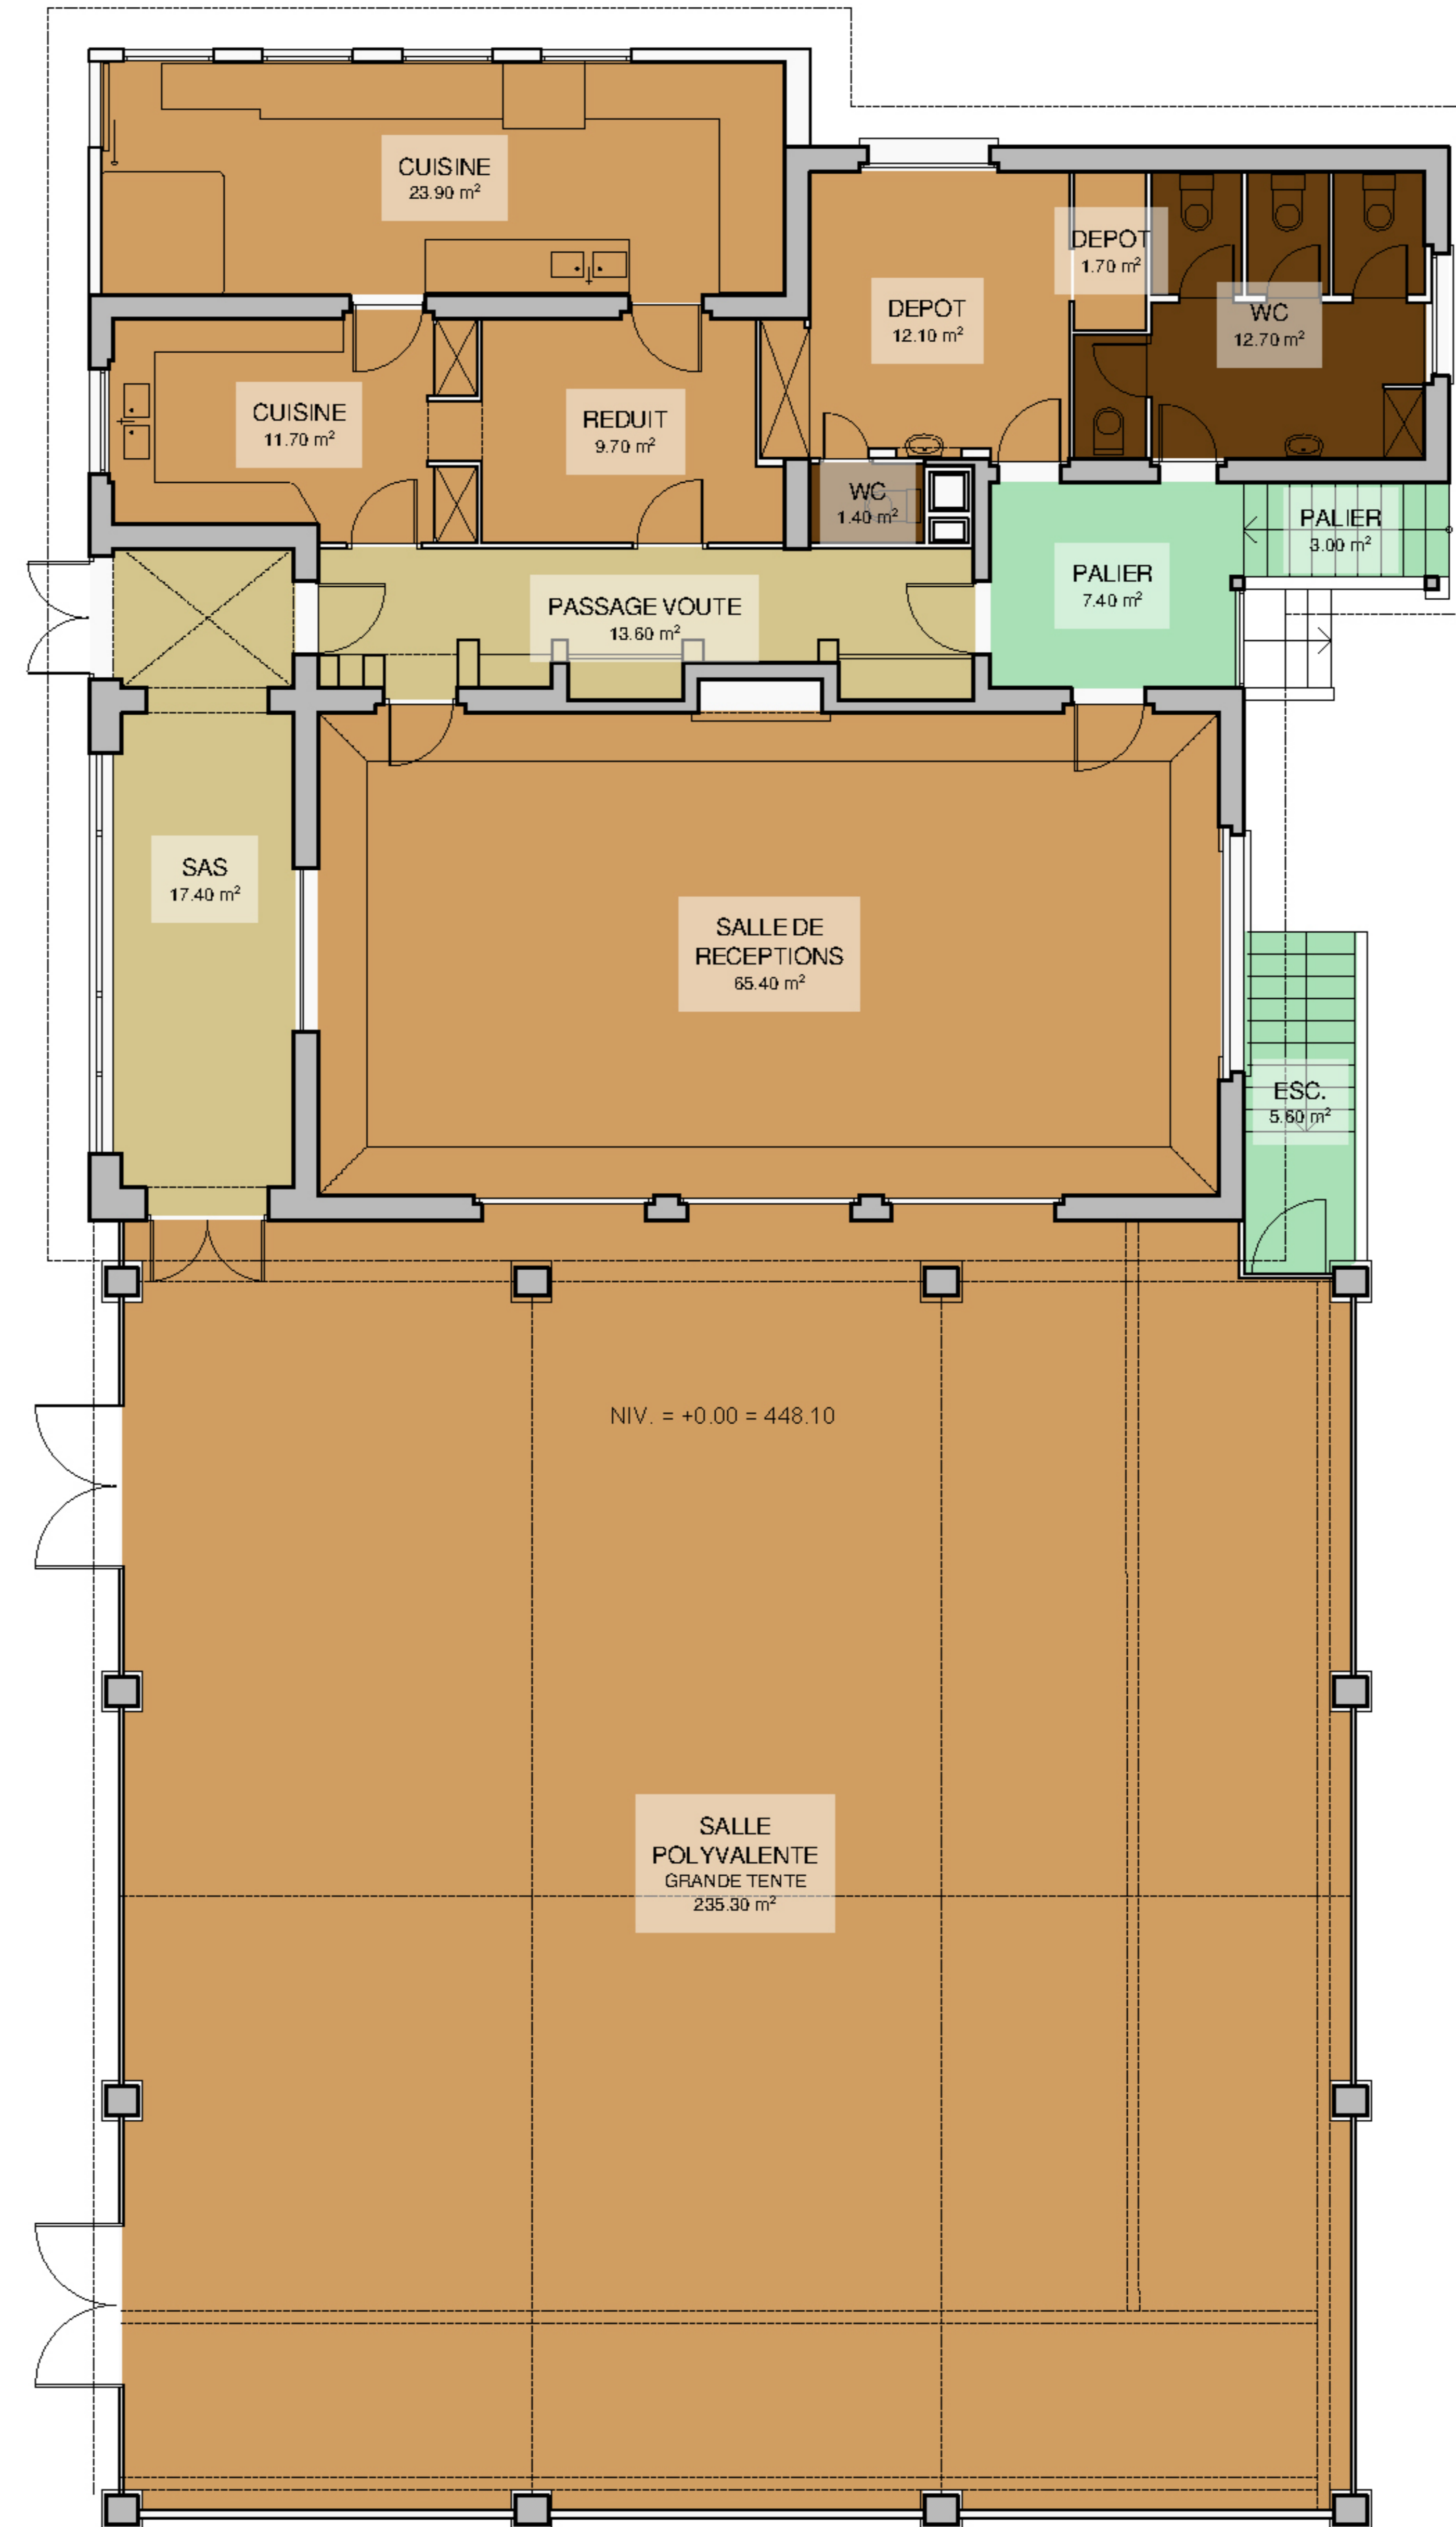 CUISINE
23.90 m²
DEPOT
1.70 m²
DEPOT
12.10 m²
WC
12.70 m²
CUISINE
11.70 m²
REDUIT
9.70 m²
WC
1.40 m²
PALIER
3.00 m²
PALIER
7.40 m²
PASSAGE VOUTE
13.60 m²
SAS
17.40 m²
SALLE DE
RECEPTIONS
65.40 m²
ESC.
5.60 m²
NIV. = +0.00 = 448.10
SALLE
POLYVALENTE
GRANDE TENTE
235.30 m²